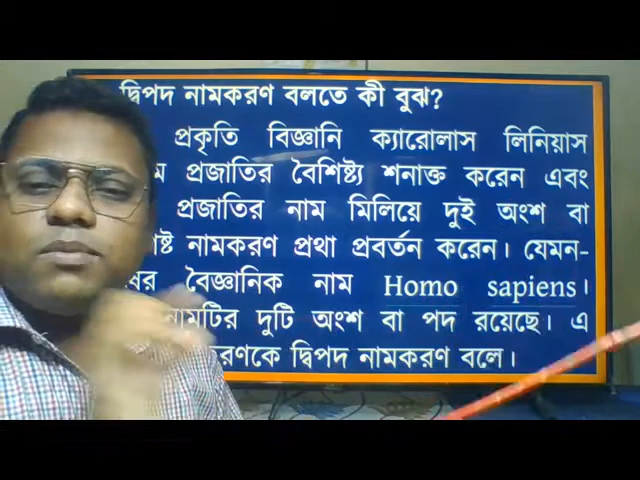 দ্বিপদ নামকরণ বলতে কী বুঝ?
প্রকৃতি বিজ্ঞানি ক্যারোলাস লিনিয়াস
প্রজাতির বৈশিষ্ট্য শনাক্ত করেন এবং
প্রজাতির নাম মিলিয়ে দুই অংশ বা
নামকরণ প্রথা প্রবর্তন করেন। যেমন-
বৈজ্ঞানিক নাম Homo sapiens।
নামটির দুটি অংশ বা পদ রয়েছে। এ
দ্বিপদ নামকরণ বলে।